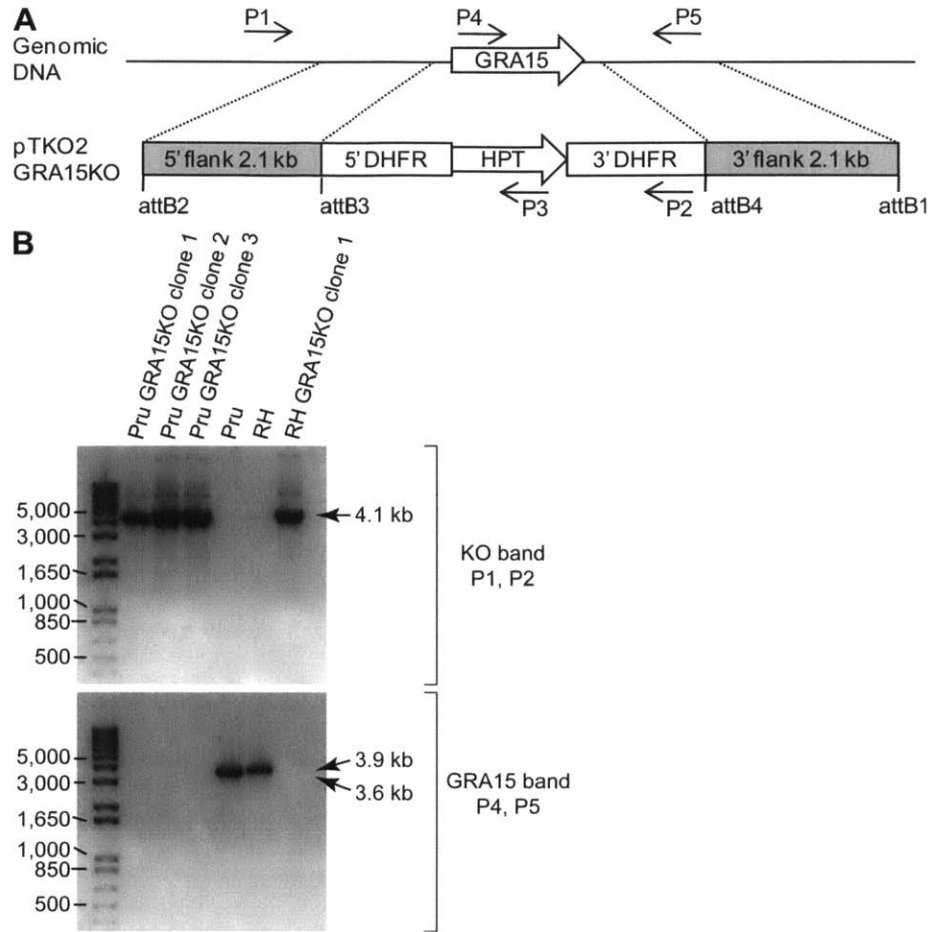 A
P1
P4
P5
Genomic
DNA
GRA15
pTKO2
GRA15KO
5' flank 2.1 kb
5' DHFR
HPT
3' DHFR
3' flank 2.1 kb
attB2
attB3
P3
P2
attB4
attB1
B
Pru GRA15KO clone 1
Pru GRA15KO clone 2
Pru GRA15KO clone 3
Pru
RH
RH GRA15KO clone 1
5,000
3,000
1,650
1,000
850
500
4.1 kb
KO band
P1, P2
5,000
3,000
1,650
1,000
850
500
3.9 kb
3.6 kb
GRA15 band
P4, P5